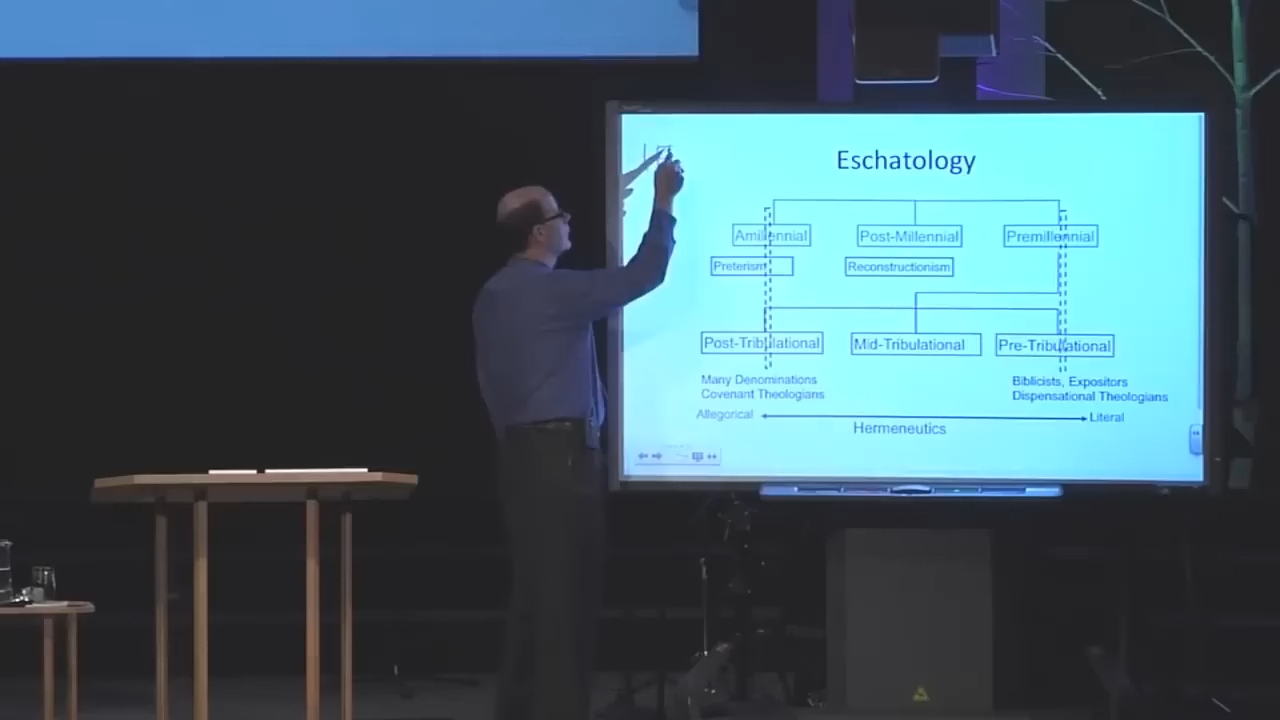 Eschatology
Amillennial Post-Millennial Premillennial
Preterism Reconstructionism
Post-Tribulational Mid-Tribulational Pre-Tribulational
Many Denominations
Covenant Theologians
Biblicists, Expositors
Dispensational Theologians
Allegorical Literal
Hermeneutics